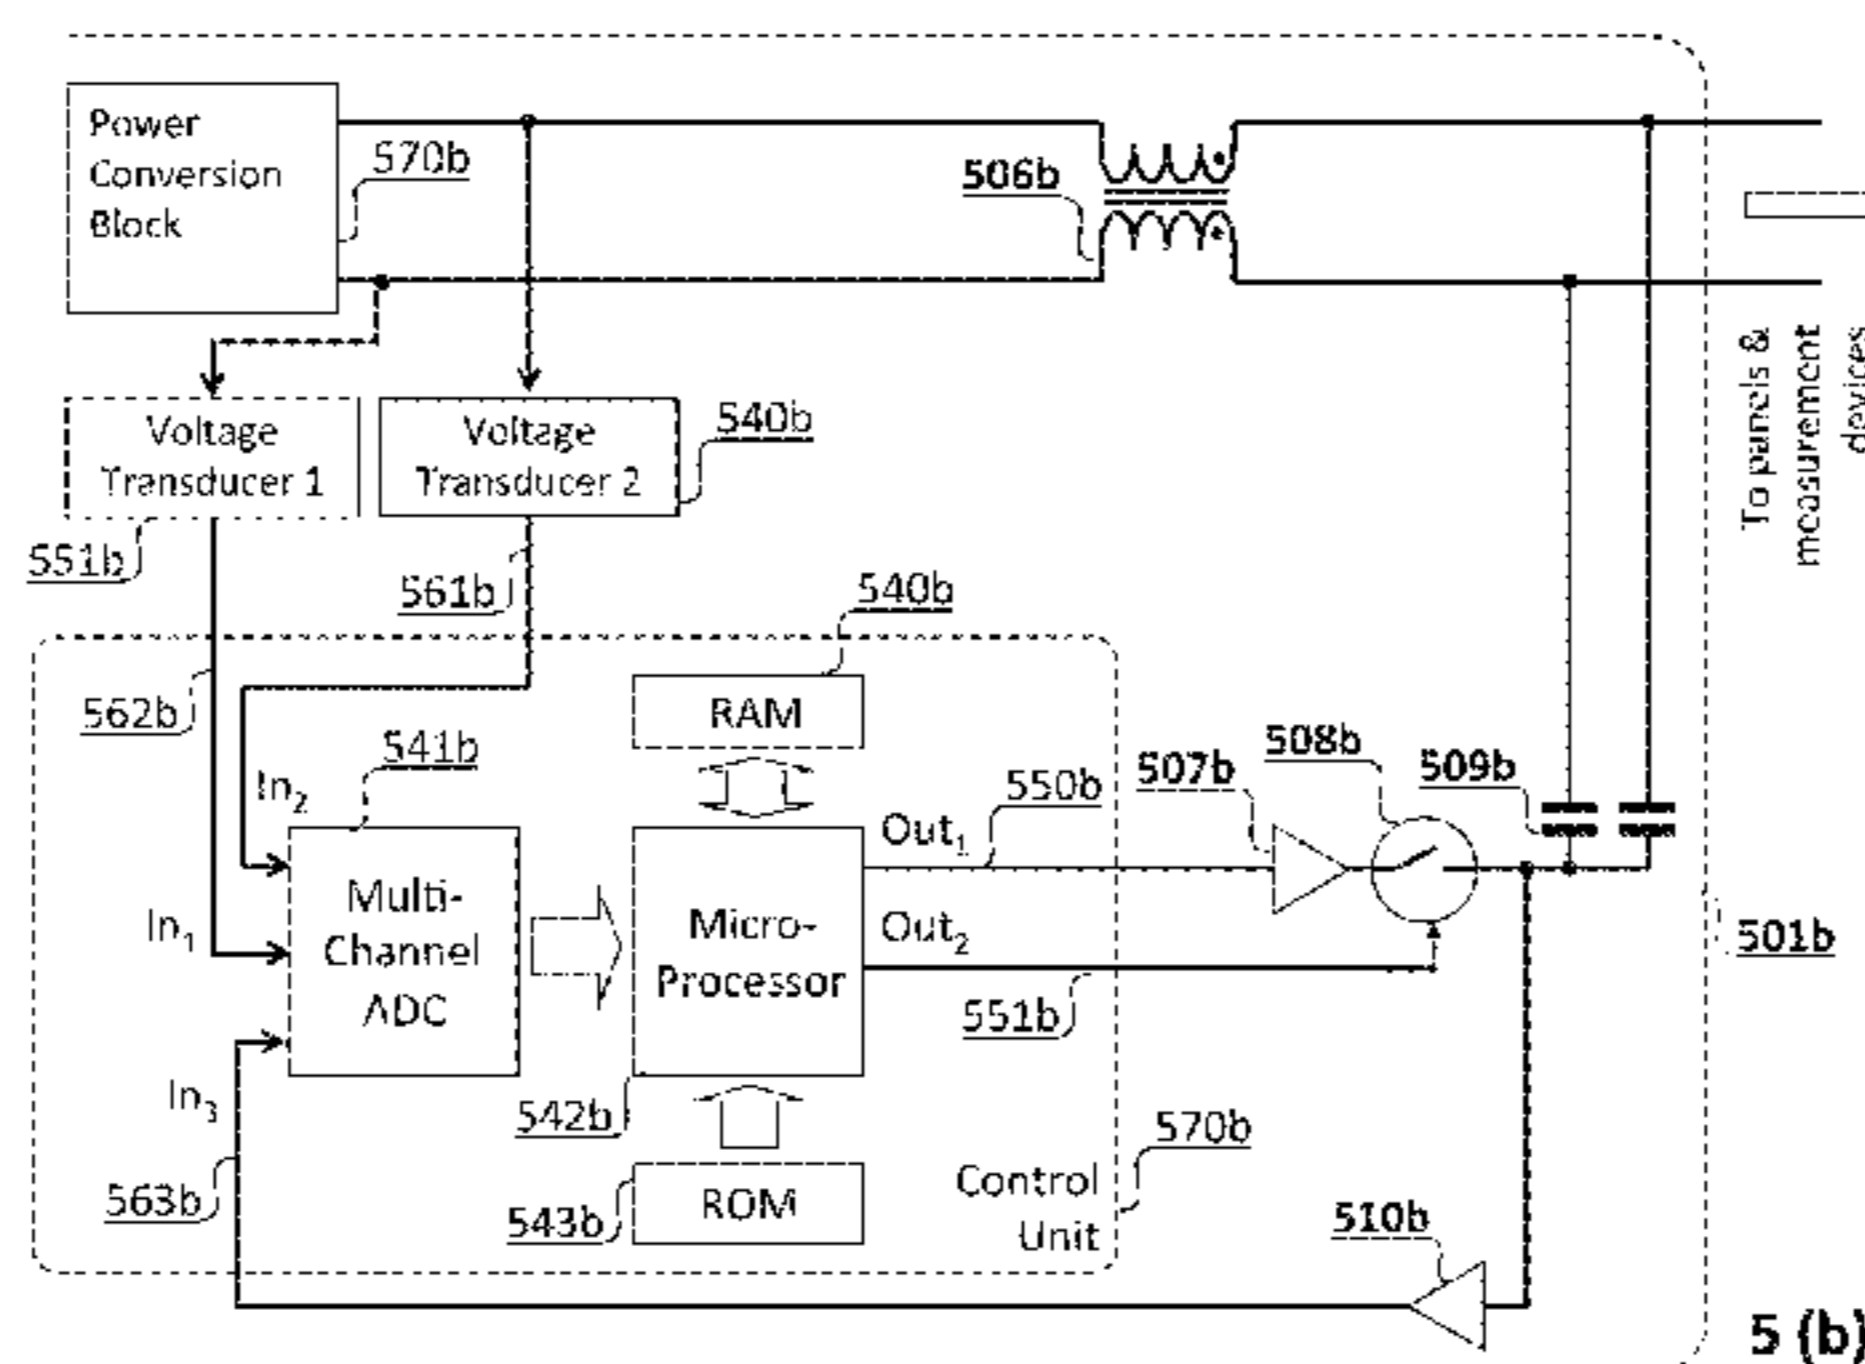 Power
Conversion
Block
570b
506b
Voltage
Transducer 1
Voltage
Transducer 2
540b
551b
561b
562b
540b
RAM
541b
In2
In1
In3
Multi-
Channel
ADC
Micro-
Processor
Out1
550b
Out2
551b
507b
508b
509b
501b
542b
543b
ROM
563b
Control
Unit
570b
510b
To panels &
measurement
devices
5 (b)